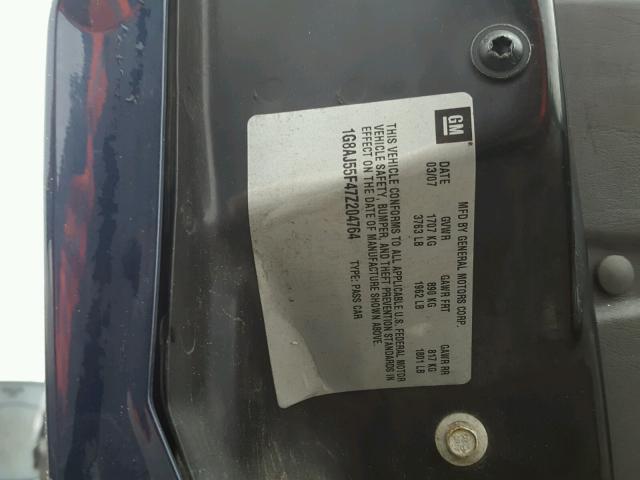 GM
MFD BY GENERAL MOTORS CORP.
DATE GVWR GAWR FRT GAWR RR
03/07 1707 KG 890 KG 817 KG
3763 LB 1962 LB 1801 LB
THIS VEHICLE CONFORMS TO ALL APPLICABLE U.S. FEDERAL MOTOR
VEHICLE SAFETY, BUMPER, AND THEFT PREVENTION STANDARDS IN
EFFECT ON THE DATE OF MANUFACTURE SHOWN ABOVE.
1G8AJ55F47Z204764 TYPE: PASS CAR